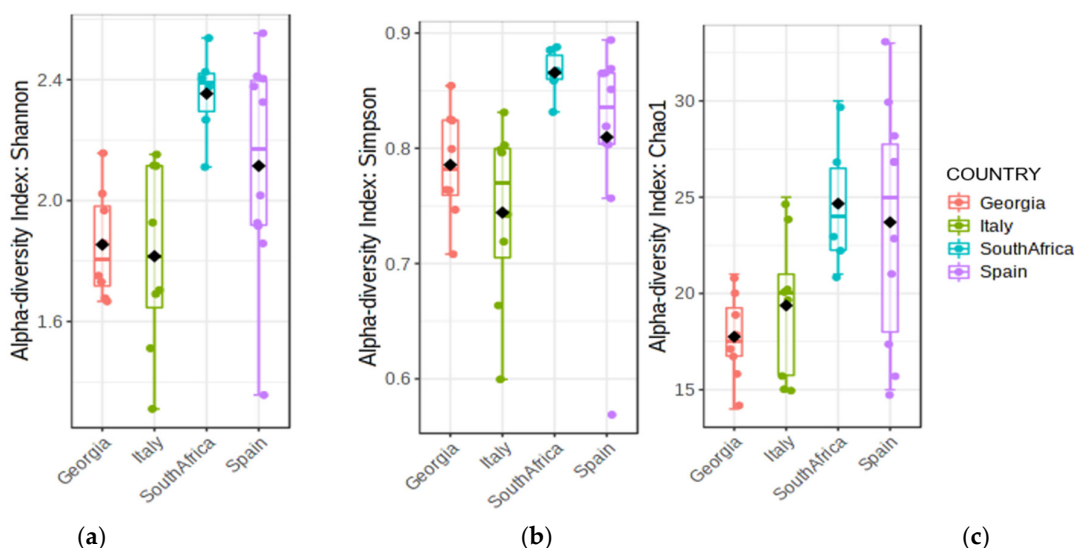 Alpha-diversity Index: Shannon
2.4
2.0
1.6
Georgia
Italy
SouthAfrica
Spain
(a)
Alpha-diversity Index: Simpson
0.9
0.8
0.7
0.6
Georgia
Italy
SouthAfrica
Spain
(b)
Alpha-diversity Index: Chao1
30
25
20
15
Georgia
Italy
SouthAfrica
Spain
(c)
COUNTRY
Georgia
Italy
SouthAfrica
Spain